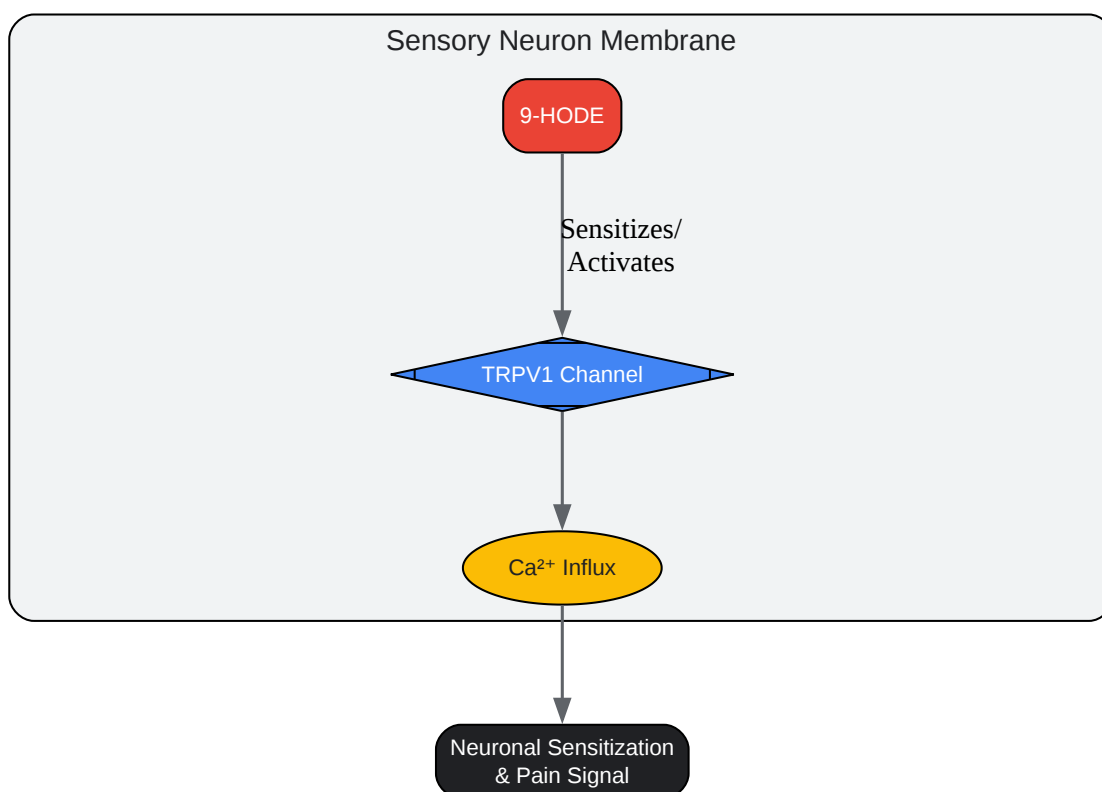 Sensory Neuron Membrane
9-HODE
Sensitizes/
Activates
TRPV1 Channel
Ca²⁺ Influx
Neuronal Sensitization
& Pain Signal